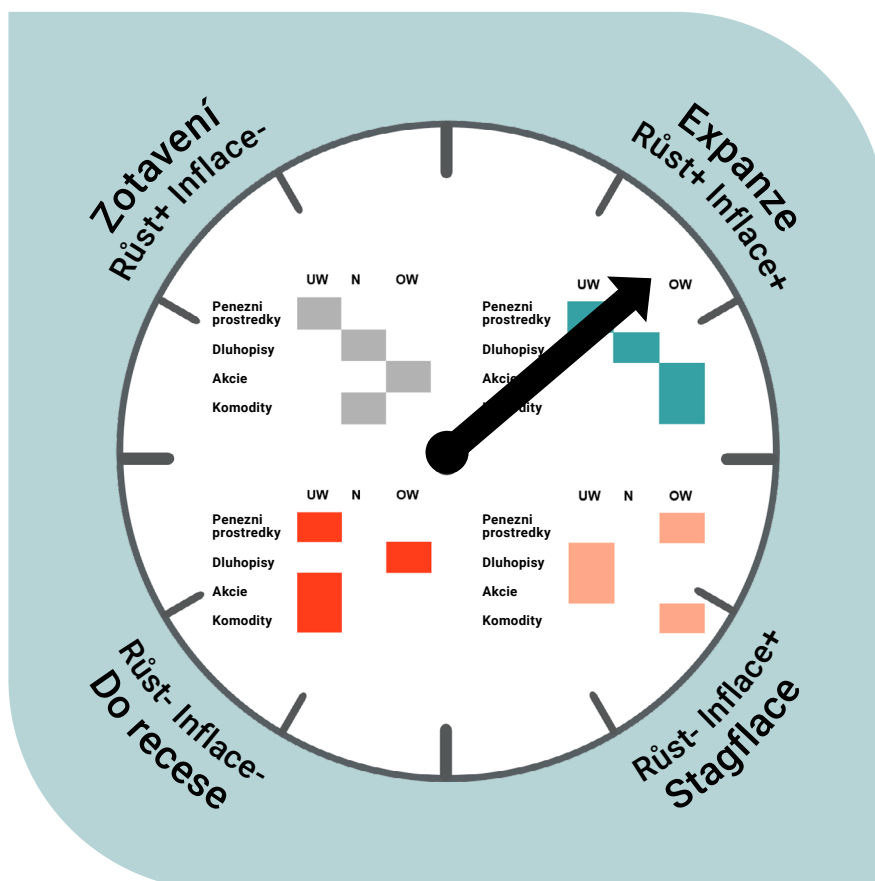 Zotavení
Růst+ Inflace-
Expanze
Růst+ Inflace+
UW N OW
Penezni
prostredky
Dluhopisy
Akcie
Komodity
UW OW
Penezni
prostredky
Dluhopisy
UW N OW
Penezni
prostredky
Dluhopisy
Akcie
Komodity
UW N OW
Penezni
prostredky
Dluhopisy
Akcie
Komodity
Růst- Inflace-
Do recese
Růst- Inflace+
Stagflace